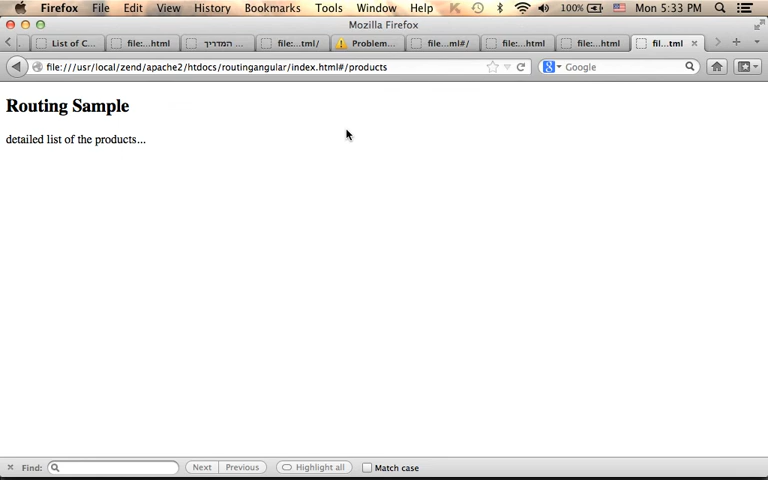 Firefox File Edit View History Bookmarks Tools Window Help 100% Mon 5:33 PM
Mozilla Firefox
List of C... file:...html המדריך ... file:...tml/ Problem... file:...ml#/ file:...html file:...html fil...tml
file:///usr/local/zend/apache2/htdocs/routingangular/index.html#/products Google
Routing Sample
detailed list of the products...
Find: Next Previous Highlight all Match case